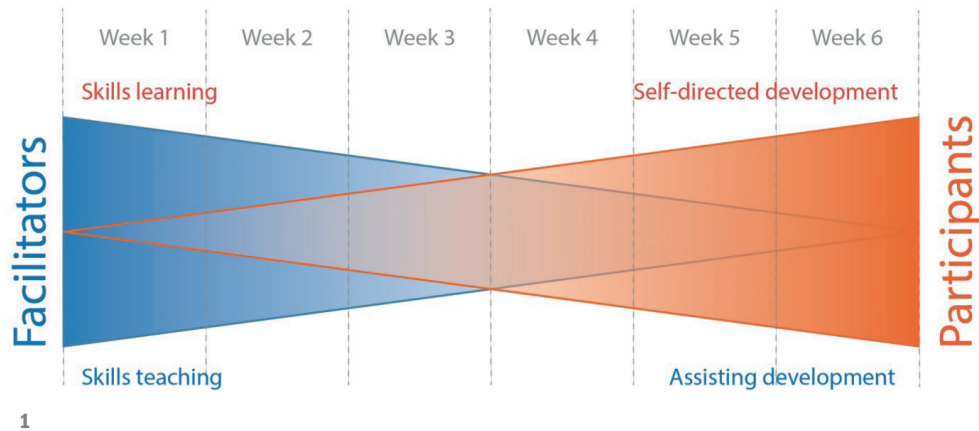 Week 1 Week 2 Week 3 Week 4 Week 5 Week 6
Skills learning Self-directed development
Facilitators
Participants
Skills teaching Assisting development
1